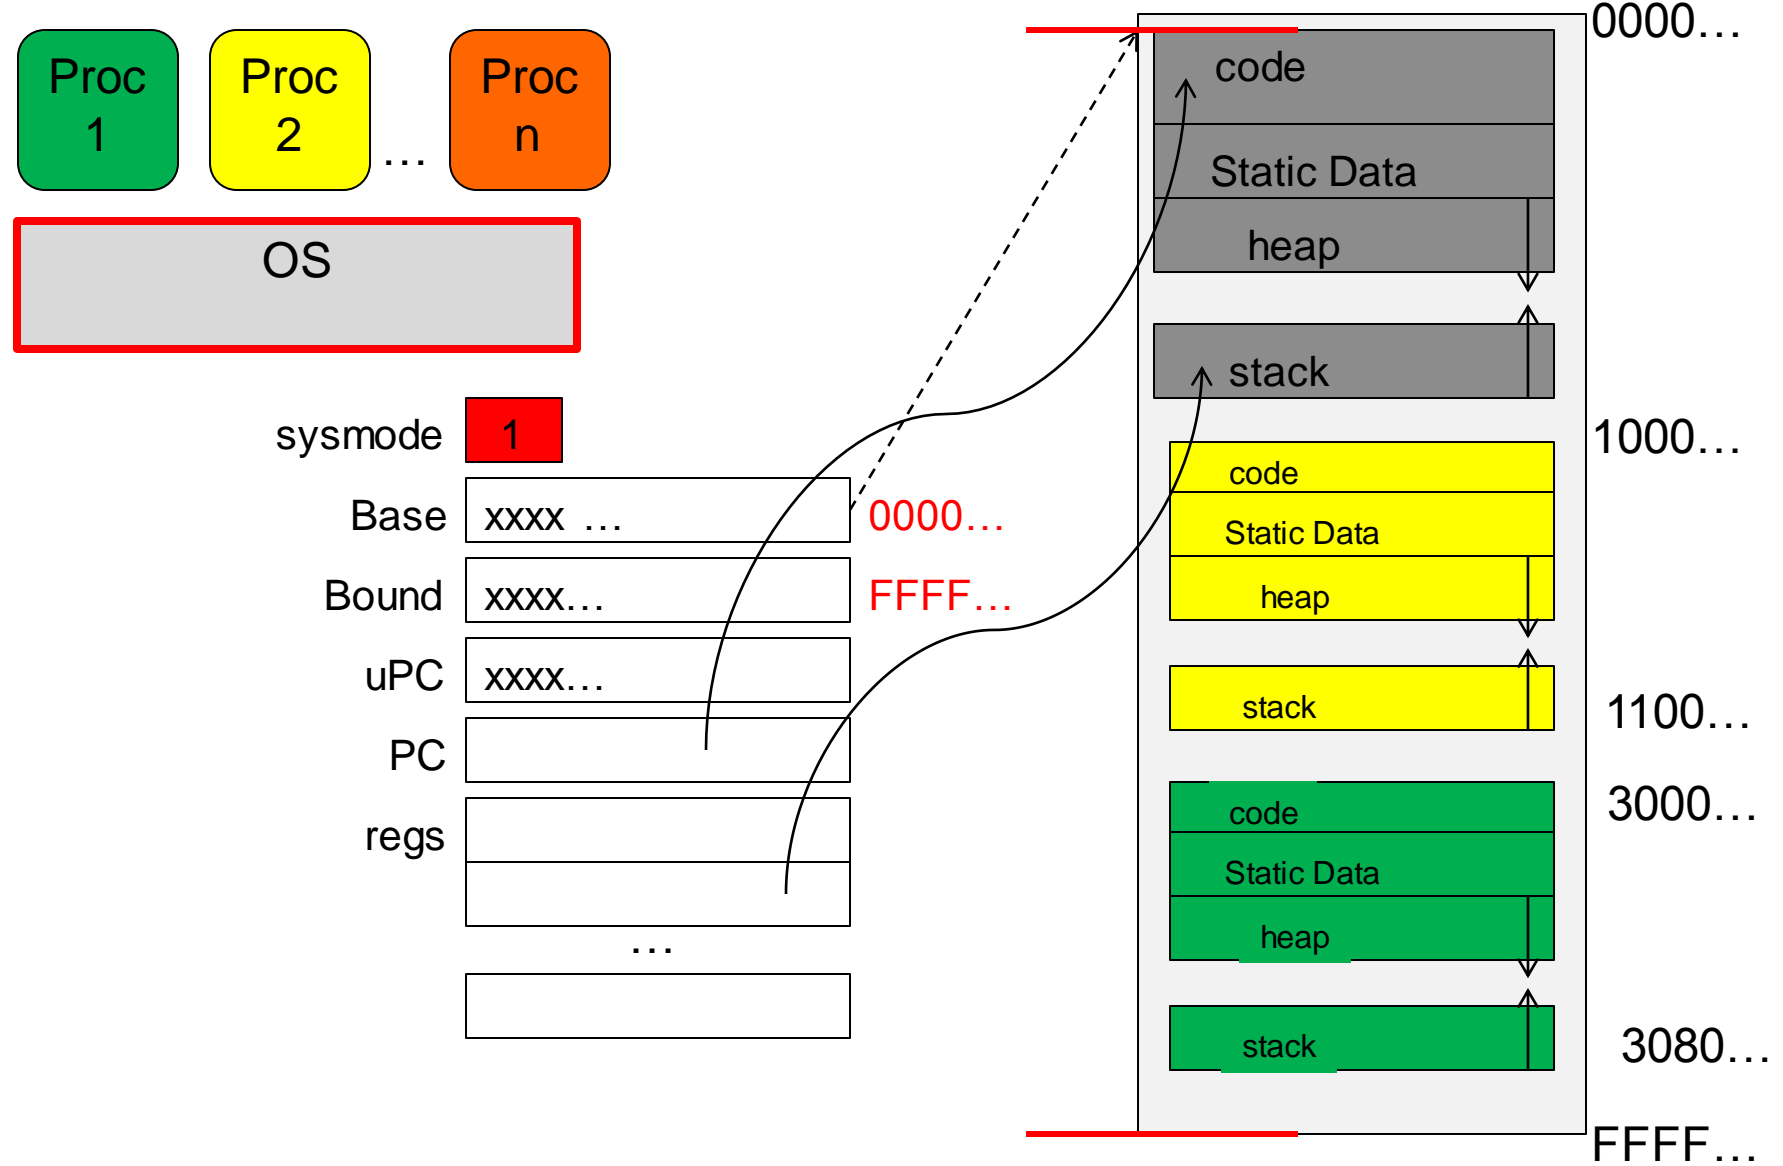 Proc
1
Proc
2
…
Proc
n
OS
sysmode 1
Base xxxx … 0000…
Bound xxxx… FFFF…
uPC xxxx…
PC
regs
…
0000…
code
Static Data
heap
stack
1000…
code
Static Data
heap
stack
1100…
3000…
code
Static Data
heap
stack
3080…
FFFF…